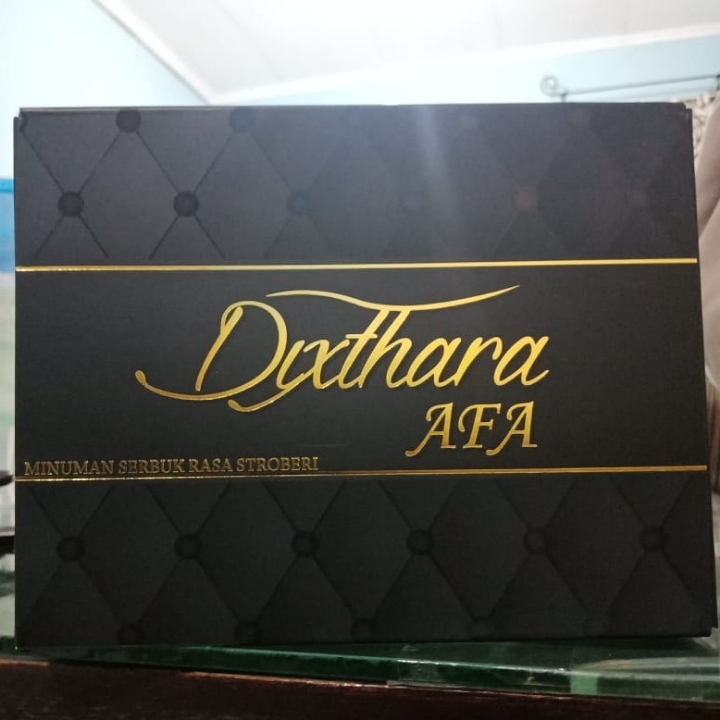 Dixthara
AFA
MINUMAN SERBUK RASA STROBERI